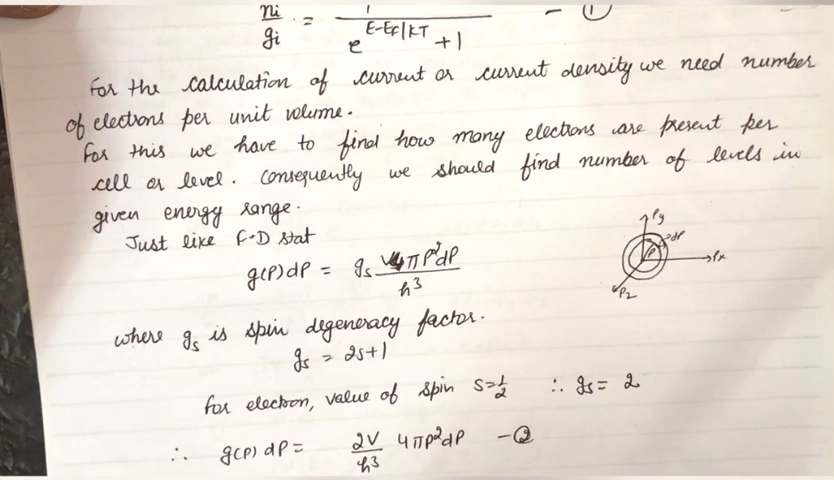 ni/gi = 1/(e^(E-Ef/KT) + 1) - ①
For the calculation of current or current density we need number
of electrons per unit volume.
For this we have to find how many electrons are present per
cell or level. Consequently we should find number of levels in
given energy range.
Just like F-D stat
g(P)dP = gs V4πP²dP/h³
Py
dP
P
Px
Pz
where gs is spin degeneracy factor.
gs = 2s+1
for electron, value of spin S=1/2 ∴ gs = 2
∴ g(P) dP = 2V/h³ 4πP²dP - ②